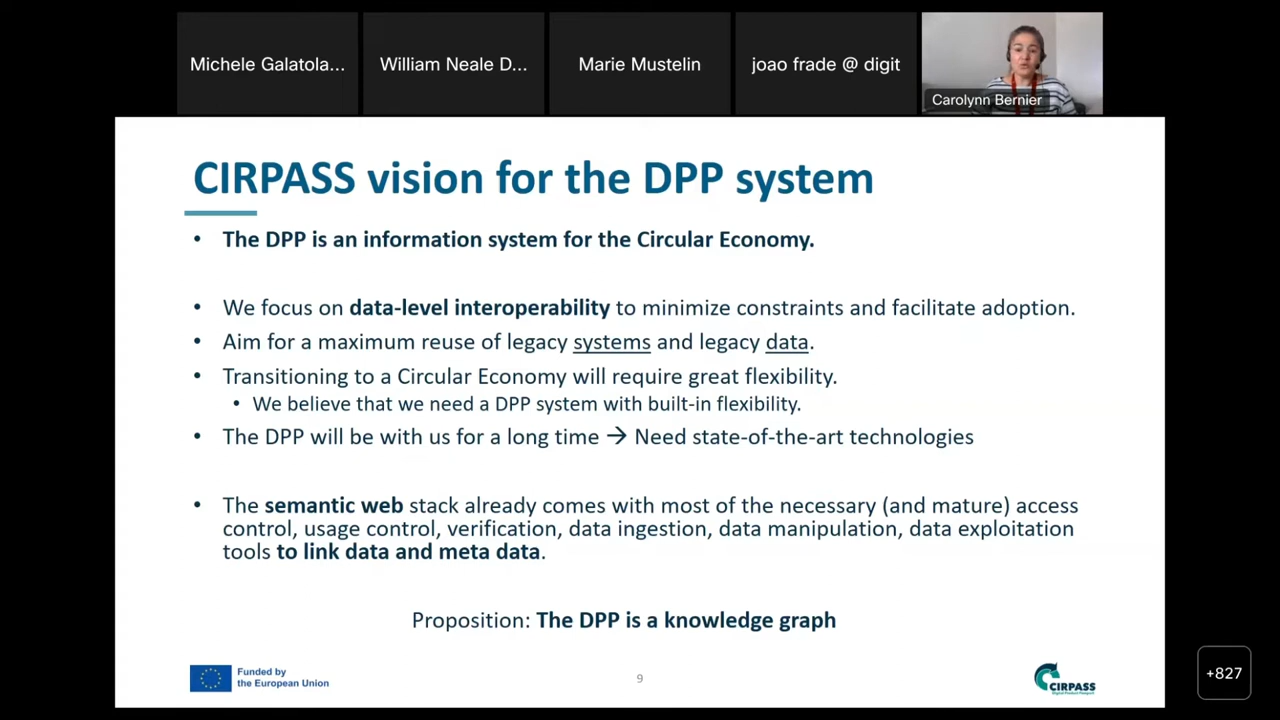 Michele Galatola...
William Neale D...
Marie Mustelin
joao frade @ digit
Carolynn Bernier
CIRPASS vision for the DPP system
• The DPP is an information system for the Circular Economy.
• We focus on data-level interoperability to minimize constraints and facilitate adoption.
• Aim for a maximum reuse of legacy systems and legacy data.
• Transitioning to a Circular Economy will require great flexibility.
• We believe that we need a DPP system with built-in flexibility.
• The DPP will be with us for a long time → Need state-of-the-art technologies
• The semantic web stack already comes with most of the necessary (and mature) access
control, usage control, verification, data ingestion, data manipulation, data exploitation
tools to link data and meta data.
Proposition: The DPP is a knowledge graph
Funded by
the European Union
9
CIRPASS
Digital Product Passport
+827